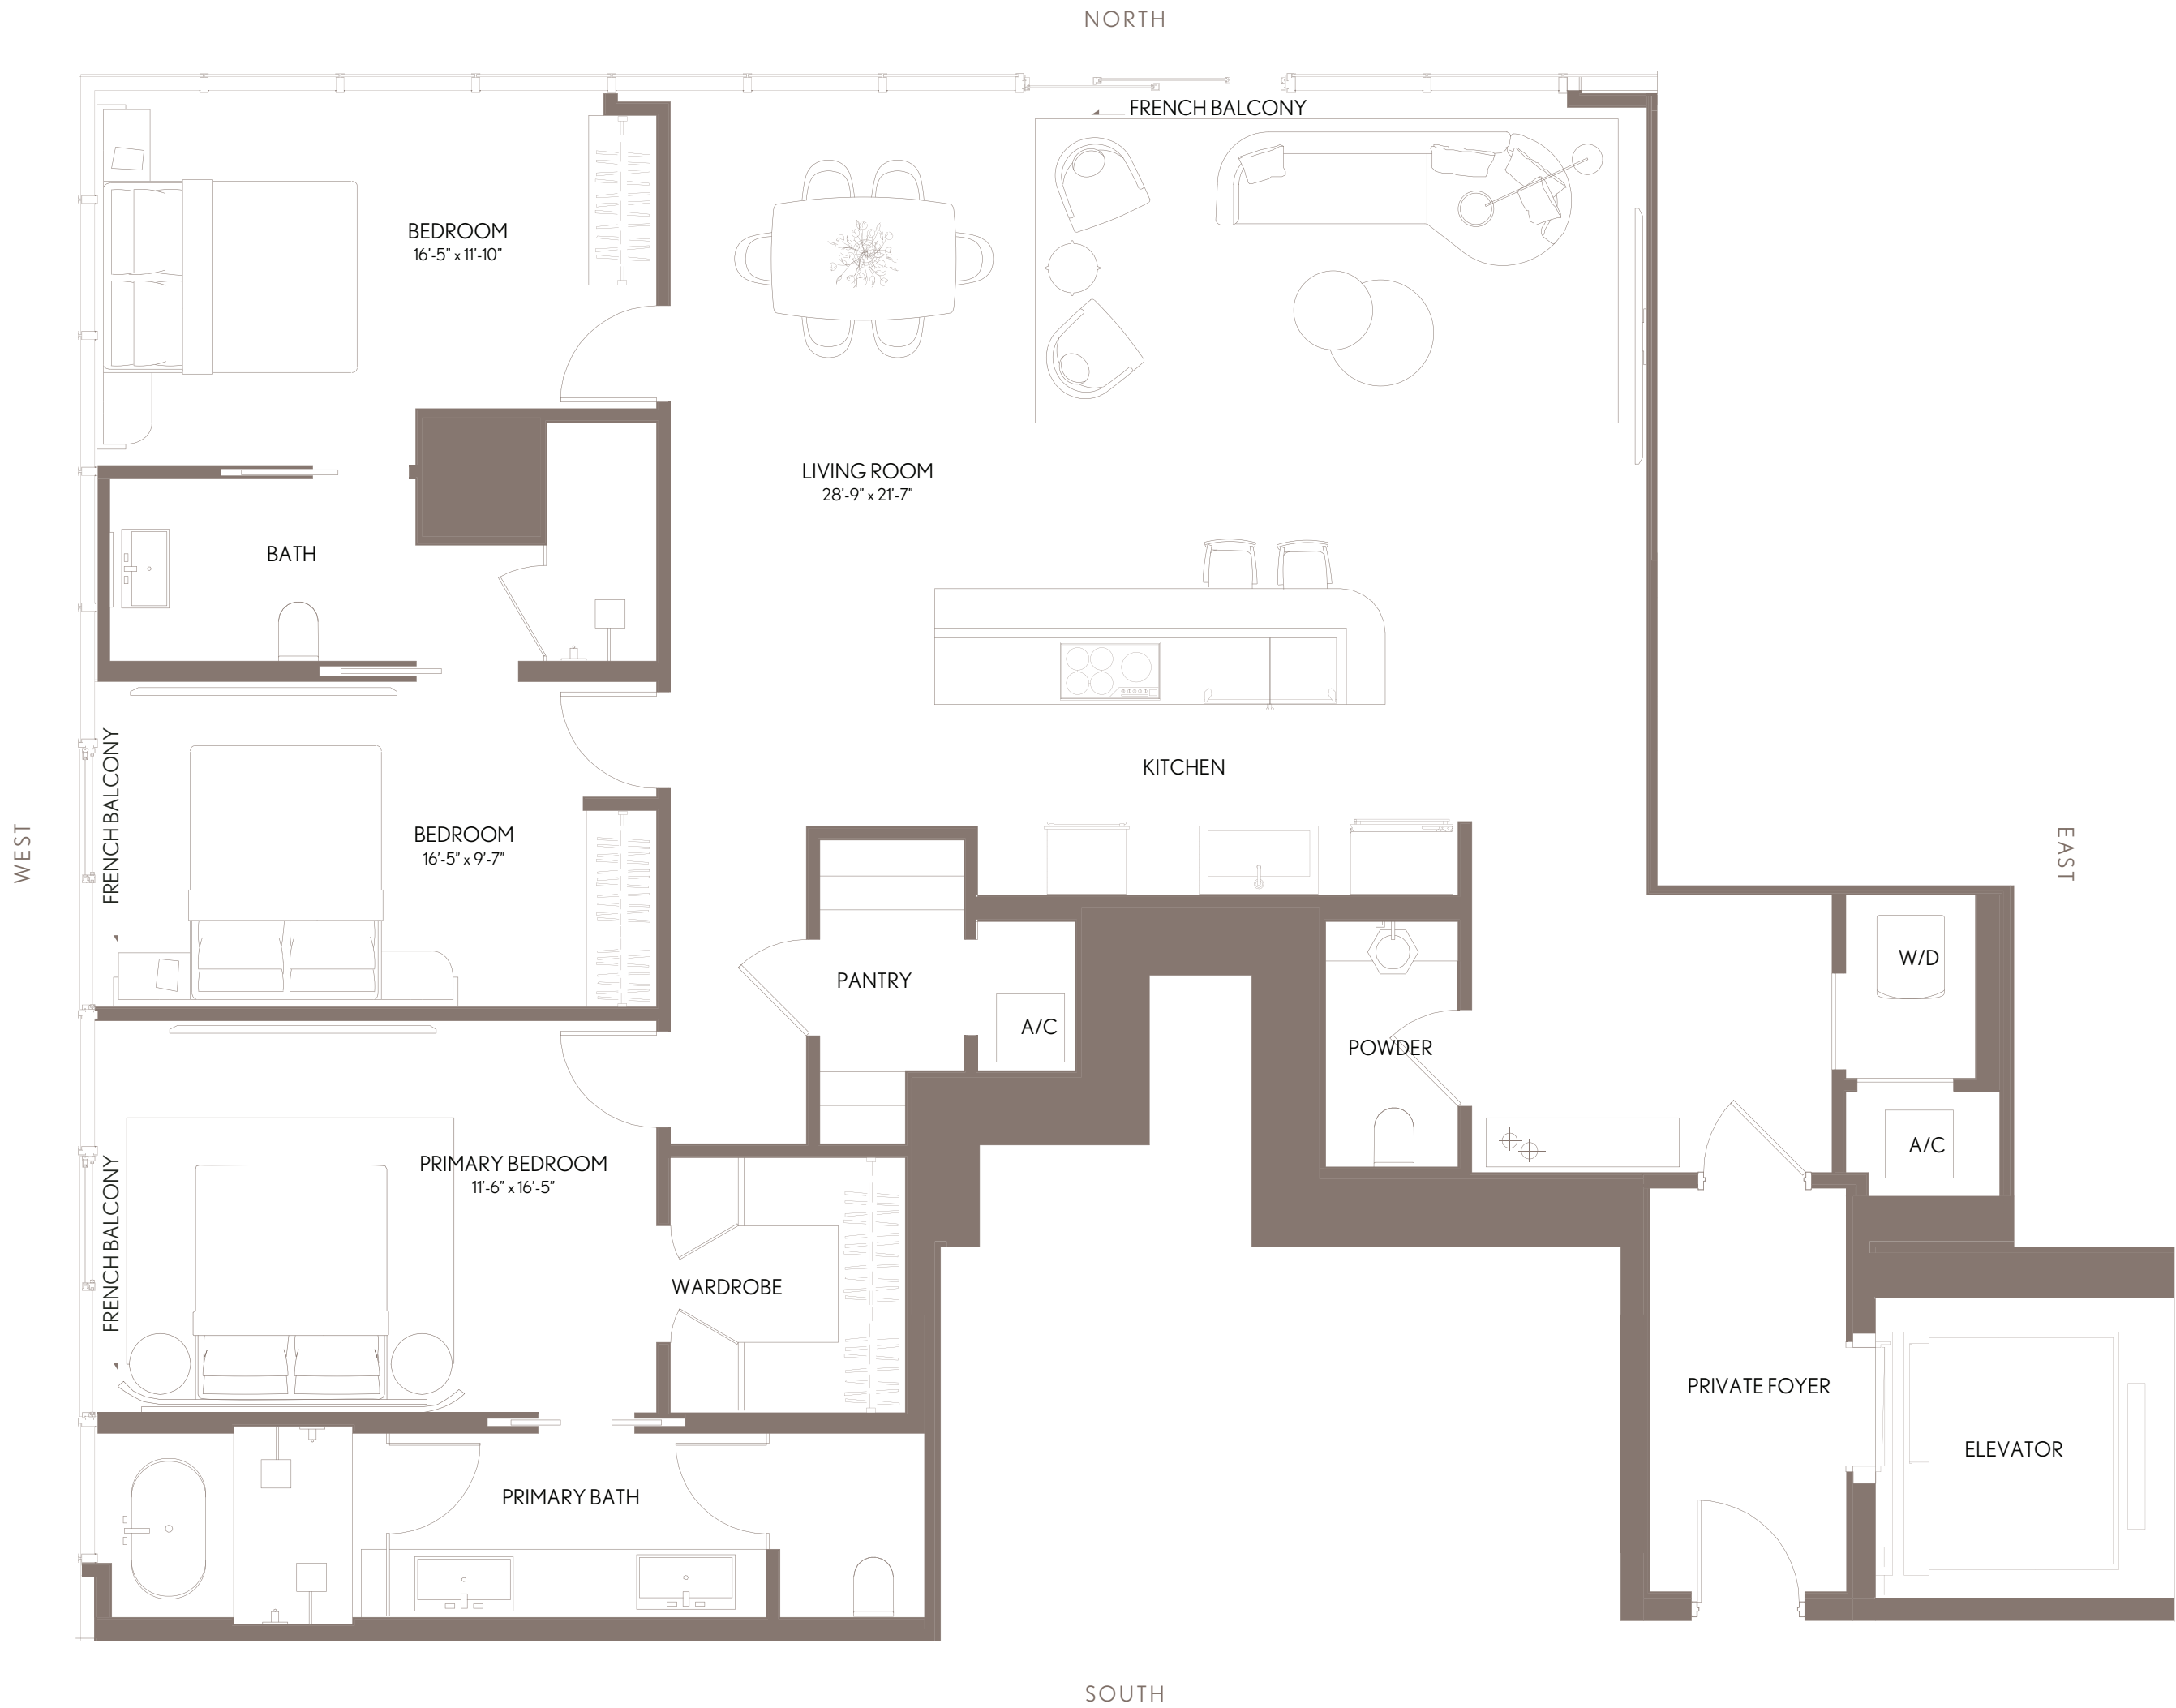 NORTH
FRENCH BALCONY
BEDROOM
16'-5" x 11'-10"
LIVING ROOM
28'-9" x 21'-7"
BATH
KITCHEN
FRENCH BALCONY
BEDROOM
16'-5" x 9'-7"
WEST
EAST
PANTRY
A/C
POWDER
W/D
A/C
PRIMARY BEDROOM
11'-6" x 16'-5"
FRENCH BALCONY
WARDROBE
PRIVATE FOYER
ELEVATOR
PRIMARY BATH
SOUTH